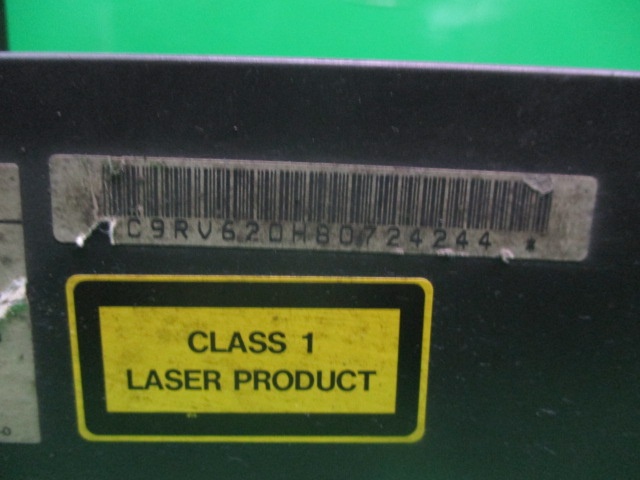 C9RV620H80724244 *
CLASS 1
LASER PRODUCT